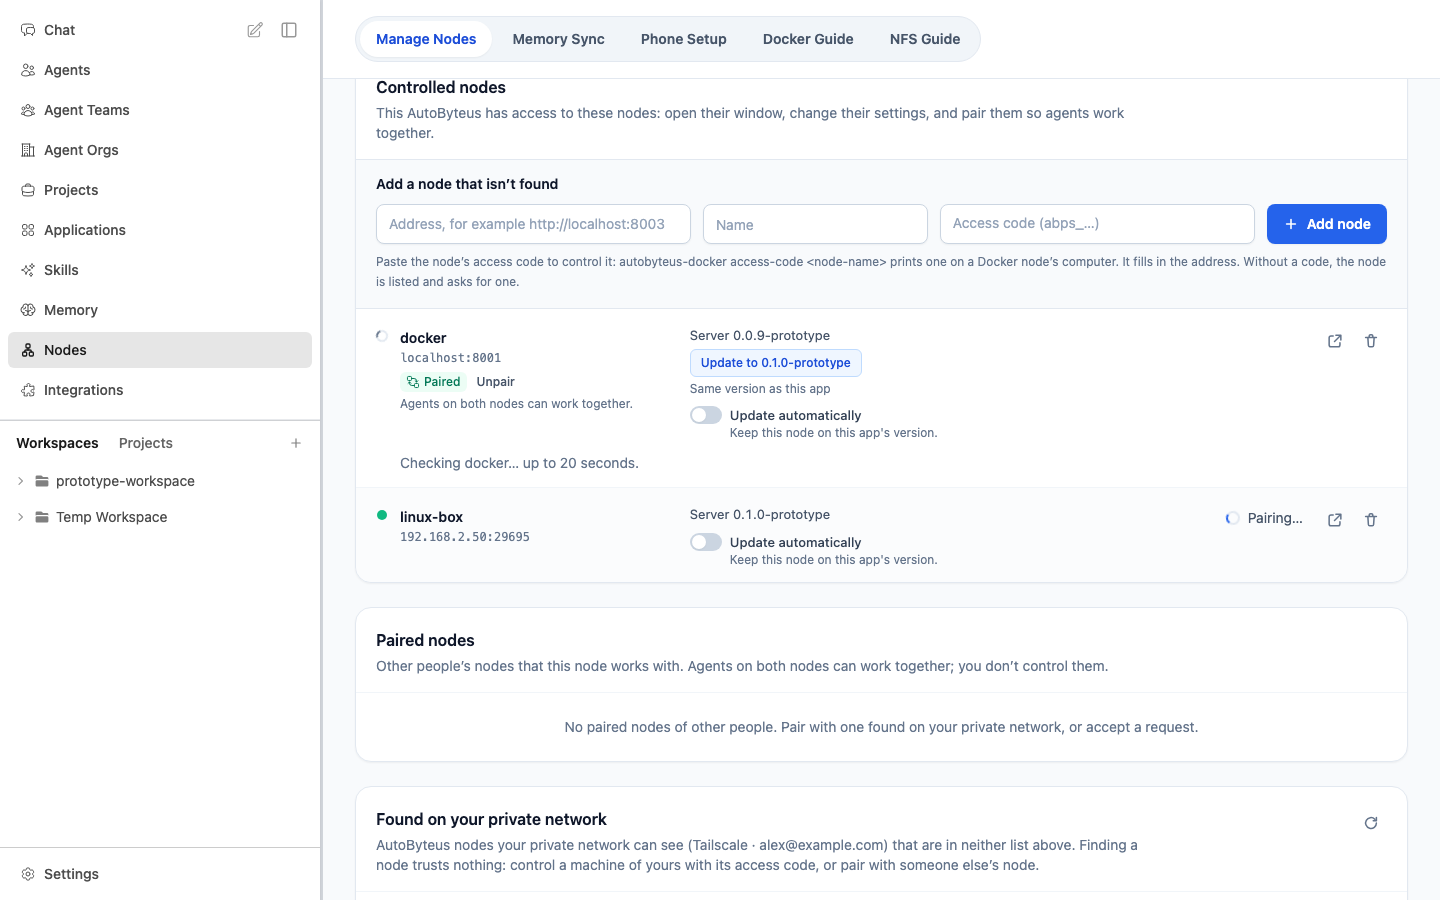 Chat
Agents
Agent Teams
Agent Orgs
Projects
Applications
Skills
Memory
Nodes
Integrations
Workspaces
Projects
prototype-workspace
Temp Workspace
Settings
Manage Nodes
Memory Sync
Phone Setup
Docker Guide
NFS Guide
Controlled nodes
This AutoByteus has access to these nodes: open their window, change their settings, and pair them so agents work
together.
Add a node that isn’t found
Address, for example http://localhost:8003
Name
Access code (abps_…)
Add node
Paste the node’s access code to control it: autobyteus-docker access-code <node-name> prints one on a Docker node’s computer. It fills in the address. Without a code, the node
is listed and asks for one.
docker
localhost:8001
Paired
Unpair
Agents on both nodes can work together.
Server 0.0.9-prototype
Update to 0.1.0-prototype
Same version as this app
Update automatically
Keep this node on this app's version.
Checking docker… up to 20 seconds.
linux-box
192.168.2.50:29695
Server 0.1.0-prototype
Update automatically
Keep this node on this app's version.
Pairing…
Paired nodes
Other people’s nodes that this node works with. Agents on both nodes can work together; you don’t control them.
No paired nodes of other people. Pair with one found on your private network, or accept a request.
Found on your private network
AutoByteus nodes your private network can see (Tailscale · alex@example.com) that are in neither list above. Finding a
node trusts nothing: control a machine of yours with its access code, or pair with someone else’s node.